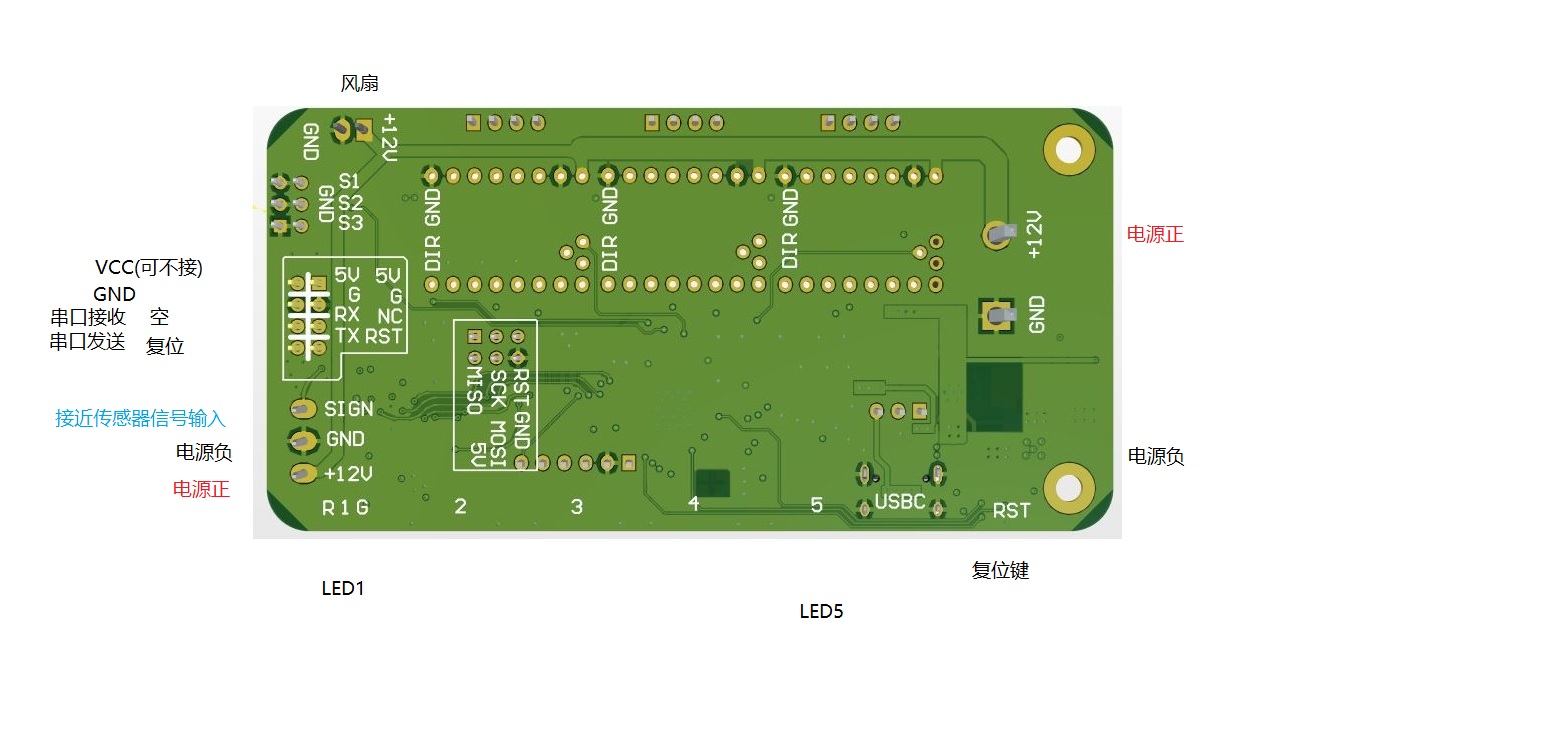 风扇
GND
+12V
S1
GND
S2
S3
DIR GND
DIR GND
DIR GND
+12V
电源正
VCC(可不接)
5V 5V
GND
G G
串口接收 空
RX NC
串口发送 复位
TX RST
GND
MISO
SCK MOSI
RST GND
5V
接近传感器信号输入
SIGN
电源负
GND
电源正
+12V
电源负
R 1 G
2
3
4
5
USBC
RST
复位键
LED1
LED5